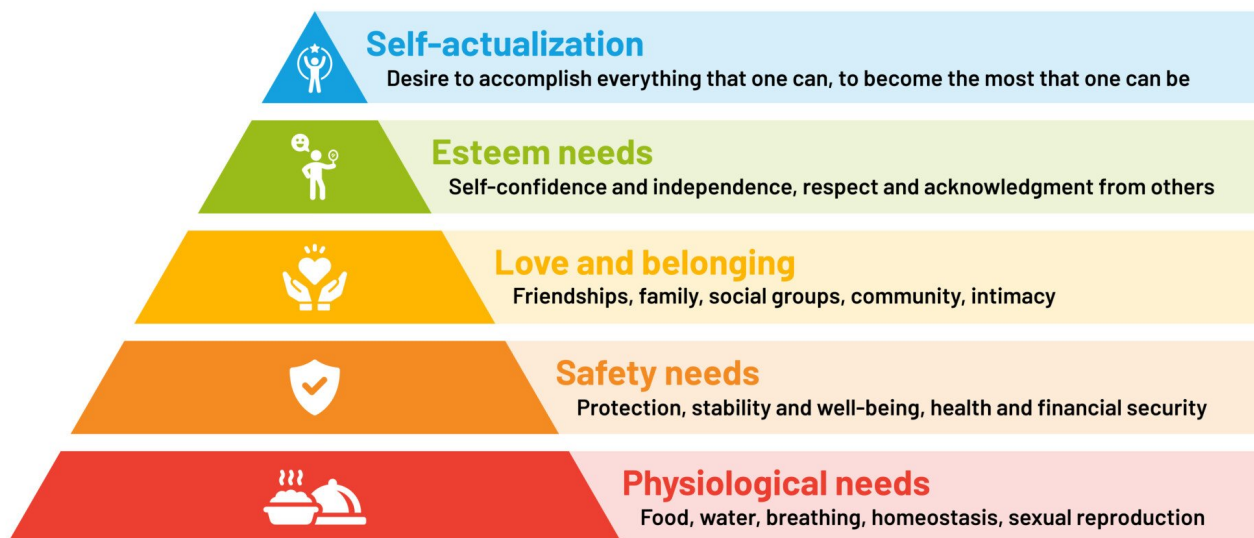 Self-actualization
Desire to accomplish everything that one can, to become the most that one can be
Esteem needs
Self-confidence and independence, respect and acknowledgment from others
Love and belonging
Friendships, family, social groups, community, intimacy
Safety needs
Protection, stability and well-being, health and financial security
Physiological needs
Food, water, breathing, homeostasis, sexual reproduction